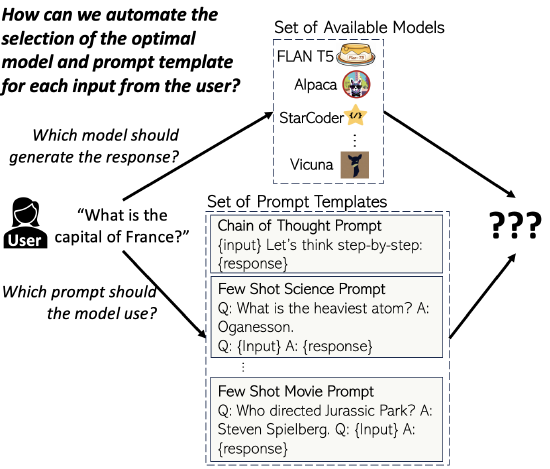 How can we automate the
selection of the optimal
model and prompt template
for each input from the user?
Set of Available Models
FLAN T5
Alpaca
StarCoder
⋮
Vicuna
Which model should
generate the response?
User
“What is the
capital of France?”
Which prompt should
the model use?
Set of Prompt Templates
Chain of Thought Prompt
{input} Let’s think step-by-step:
{response}
Few Shot Science Prompt
Q: What is the heaviest atom? A:
Oganesson.
Q: {Input} A: {response}
⋮
Few Shot Movie Prompt
Q: Who directed Jurassic Park? A:
Steven Spielberg. Q: {Input} A:
{response}
???